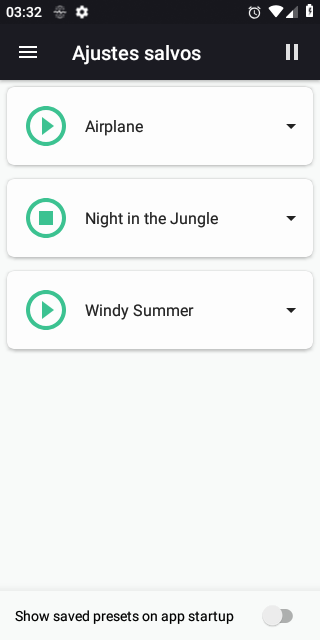 03:32
Ajustes salvos
Airplane
Night in the Jungle
Windy Summer
Show saved presets on app startup